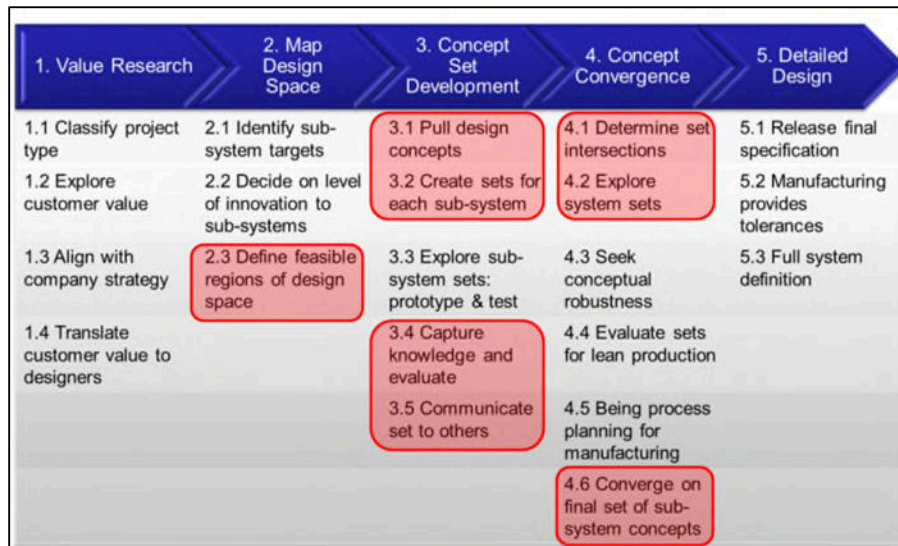 1. Value Research
2. Map
Design
Space
3. Concept
Set
Development
4. Concept
Convergence
5. Detailed
Design
1.1 Classify project
type
1.2 Explore
customer value
1.3 Align with
company strategy
1.4 Translate
customer value to
designers
2.1 Identify sub-
system targets
2.2 Decide on level
of innovation to
sub-systems
2.3 Define feasible
regions of design
space
3.1 Pull design
concepts
3.2 Create sets for
each sub-system
3.3 Explore sub-
system sets:
prototype & test
3.4 Capture
knowledge and
evaluate
3.5 Communicate
set to others
4.1 Determine set
intersections
4.2 Explore
system sets
4.3 Seek
conceptual
robustness
4.4 Evaluate sets
for lean production
4.5 Being process
planning for
manufacturing
4.6 Converge on
final set of sub-
system concepts
5.1 Release final
specification
5.2 Manufacturing
provides
tolerances
5.3 Full system
definition